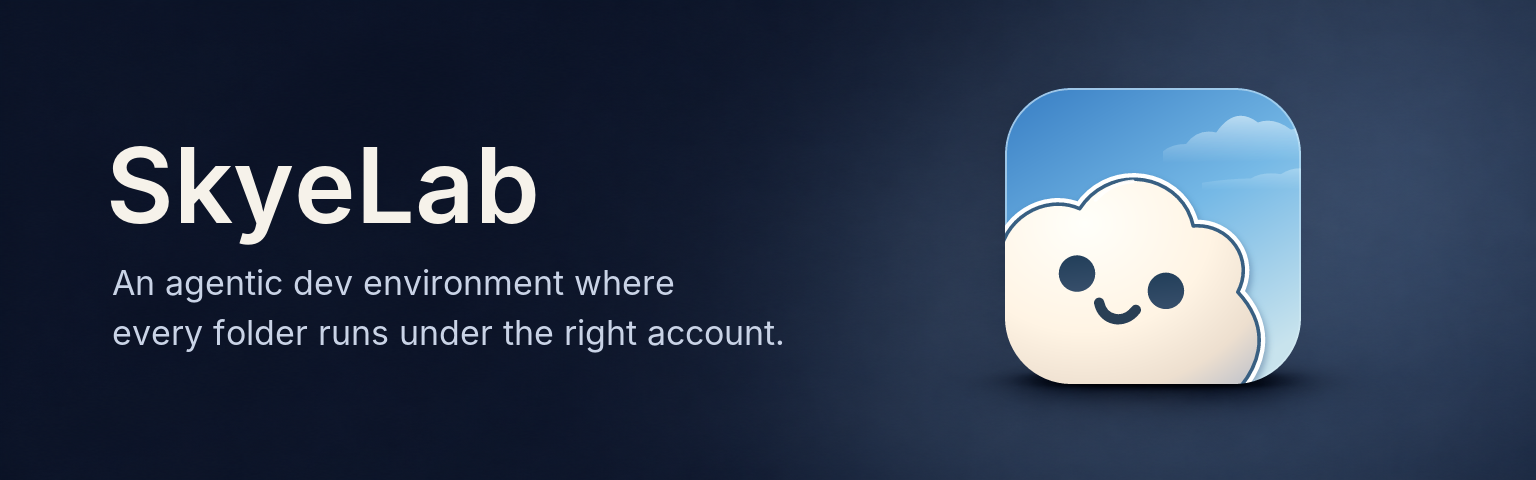 SkyeLab
An agentic dev environment where
every folder runs under the right account.